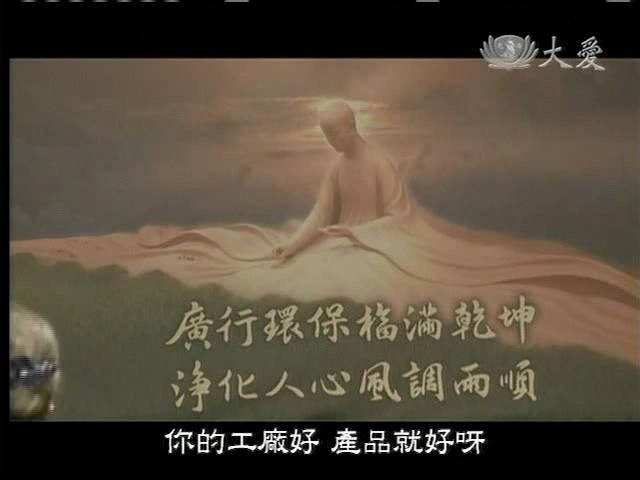 大愛
廣行環保福滿乾坤
淨化人心風調雨順
你的工廠好 產品就好呀